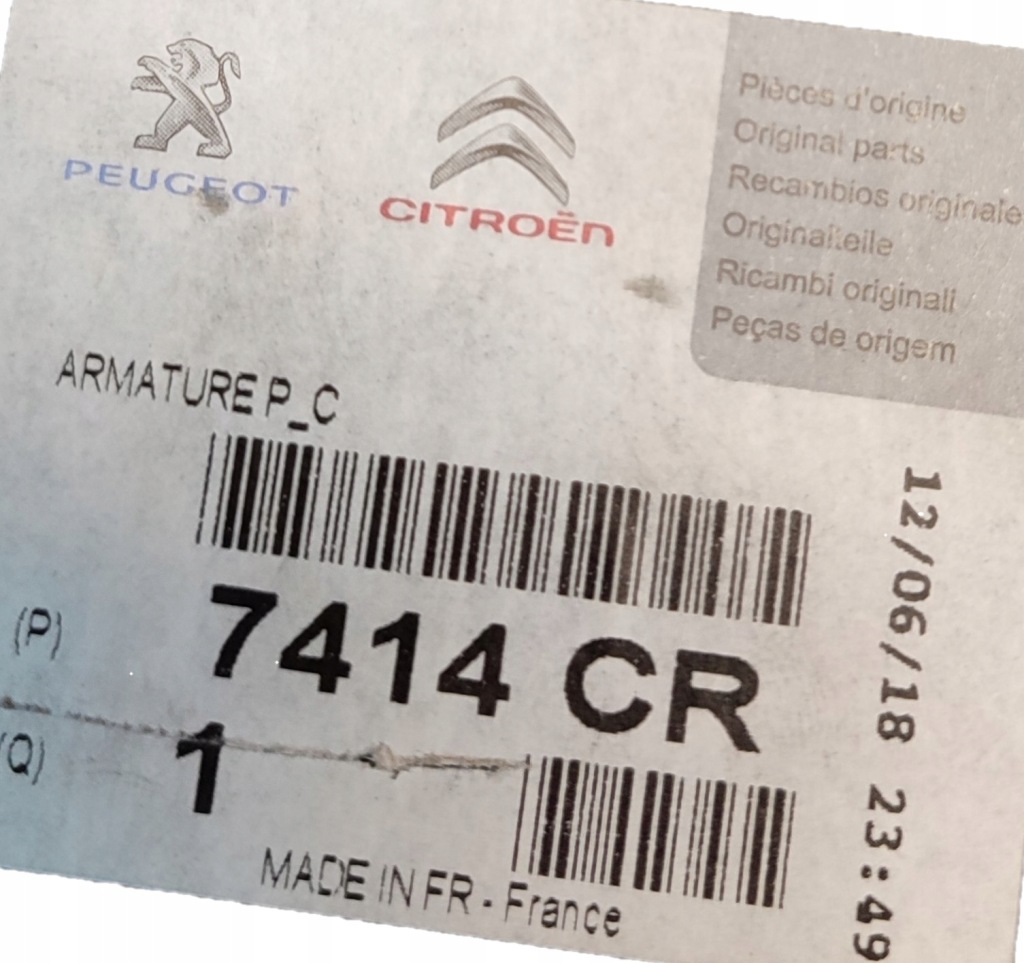 PEUGEOT
CITROËN
Pièces d'origine
Original parts
Recambios originale
Originalteile
Ricambi originali
Peças de origem
ARMATURE P_C
(P) 7414 CR
(Q) 1
MADE IN FR - France
12/06/18 23:49